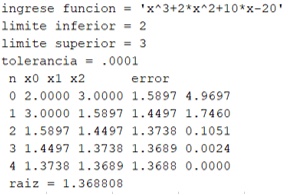 ingrese funcion = 'x^3+2*x^2+10*x-20'
limite inferior = 2
limite superior = 3
tolerancia = .0001
n x0 x1 x2 error
0 2.0000 3.0000 1.5897 4.9697
1 3.0000 1.5897 1.4497 1.7460
2 1.5897 1.4497 1.3738 0.1051
3 1.4497 1.3738 1.3689 0.0024
4 1.3738 1.3689 1.3688 0.0000
raiz = 1.368808